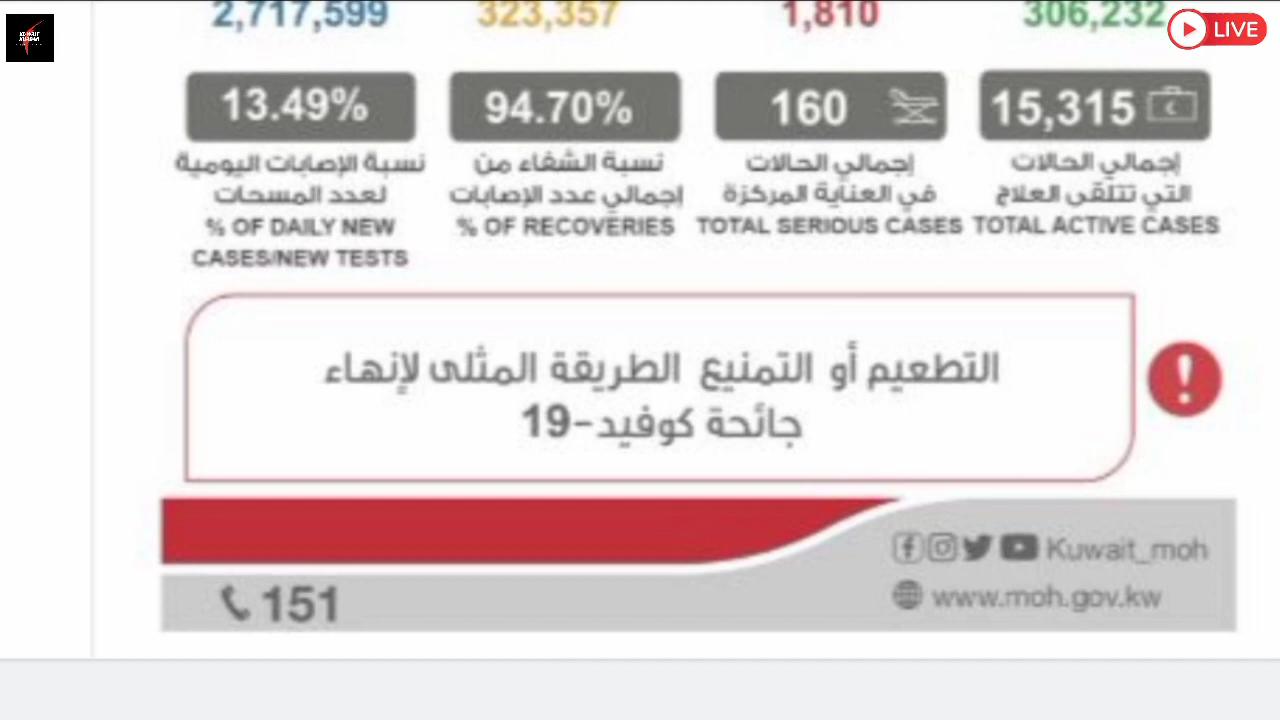 2,717,599 323,357 1,810 306,232
LIVE
13.49% 94.70% 160 15,315
نسبة الإصابات اليومية
لعدد المسحات
% OF DAILY NEW
CASES/NEW TESTS
نسبة الشفاء من
إجمالي عدد الإصابات
% OF RECOVERIES
إجمالي الحالات
في العناية المركزة
TOTAL SERIOUS CASES
إجمالي الحالات
التي تتلقى العلاج
TOTAL ACTIVE CASES
التطعيم أو التمنيع الطريقة المثلى لإنهاء
جائحة كوفيد-19
Kuwait_moh
151
www.moh.gov.kw